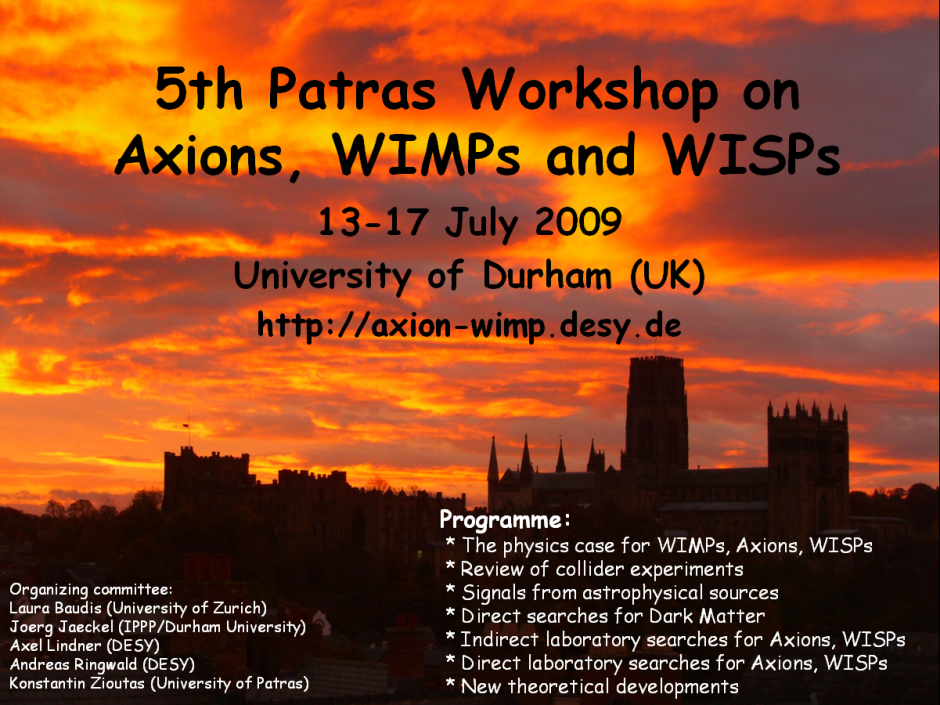 5th Patras Workshop on
Axions, WIMPs and WISPs
13-17 July 2009
University of Durham (UK)
http://axion-wimp.desy.de
Programme:
* The physics case for WIMPs, Axions, WISPs
* Review of collider experiments
* Signals from astrophysical sources
* Direct searches for Dark Matter
* Indirect laboratory searches for Axions, WISPs
* Direct laboratory searches for Axions, WISPs
* New theoretical developments
Organizing committee:
Laura Baudis (University of Zurich)
Joerg Jaeckel (IPPP/Durham University)
Axel Lindner (DESY)
Andreas Ringwald (DESY)
Konstantin Zioutas (University of Patras)